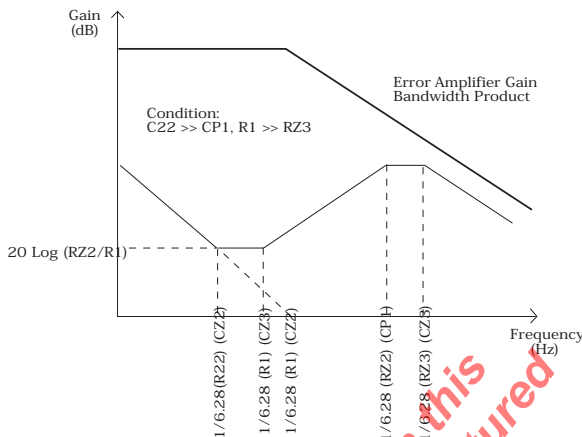 Gain
(dB)
Error Amplifier Gain
Bandwidth Product
Condition:
C22 >> CP1, R1 >> RZ3
20 Log (RZ2/R1)
1/6.28(R22) (CZ2)
1/6.28 (R1) (CZ3)
1/6.28 (R1) (CZ2)
1/6.28 (RZ2) (CP1)
1/6.28 (RZ3) (CZ3)
Frequency
(Hz)
this
tured